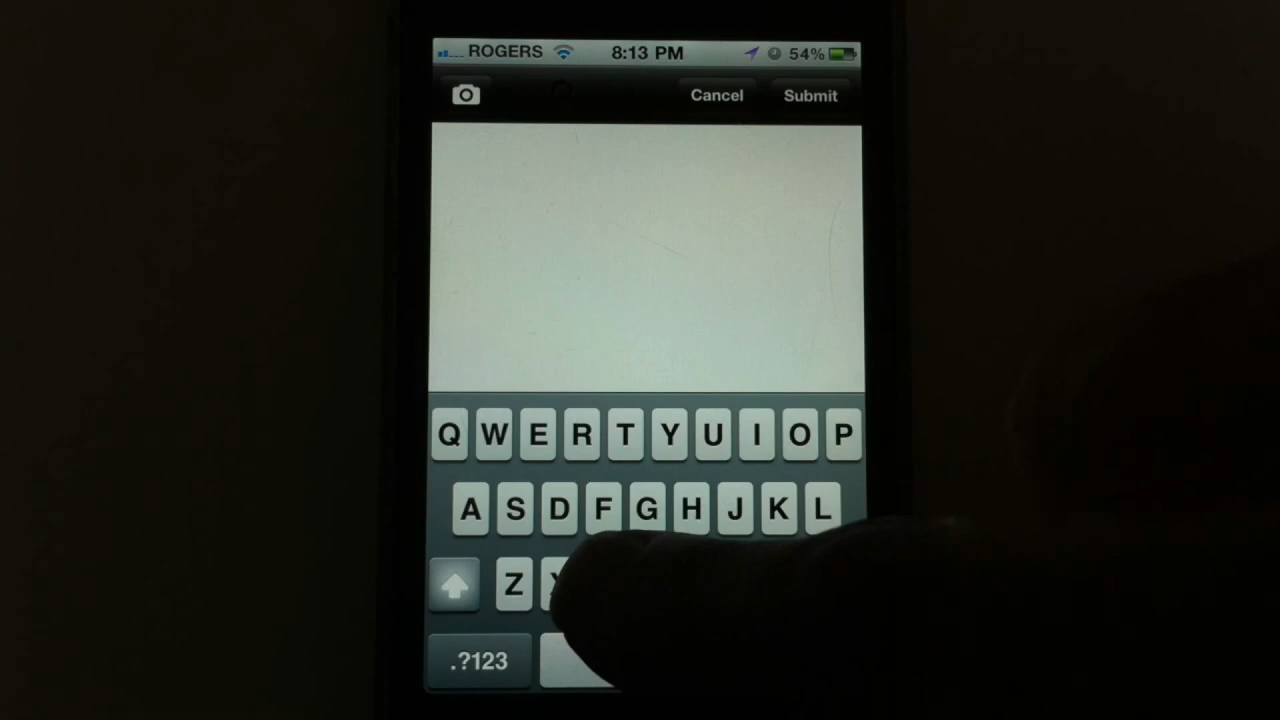 ROGERS 8:13 PM 54%
Cancel Submit
Q W E R T Y U I O P
A S D F G H J K L
Z X
.?123